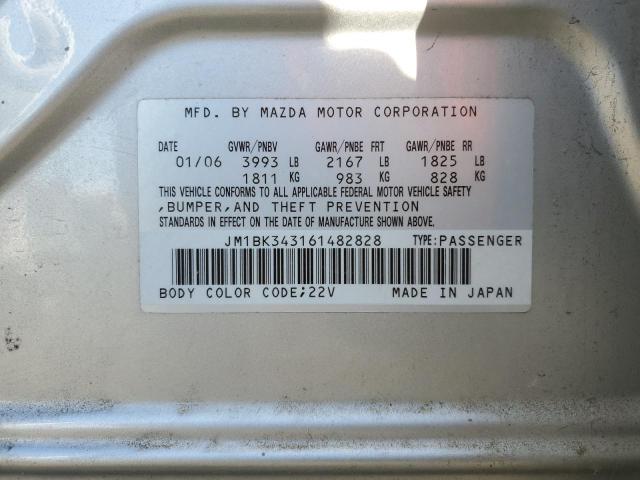 MFD. BY MAZDA MOTOR CORPORATION
DATE GVWR/PNBV GAWR/PNBE FRT GAWR/PNBE RR
01/06 3993 LB 2167 LB 1825 LB
1811 KG 983 KG 828 KG
THIS VEHICLE CONFORMS TO ALL APPLICABLE FEDERAL MOTOR VEHICLE SAFETY
,BUMPER,AND THEFT PREVENTION
STANDARDS IN EFFECT ON THE DATE OF MANUFACTURE SHOWN ABOVE.
JM1BK343161482828 TYPE:PASSENGER
BODY COLOR CODE;22V MADE IN JAPAN